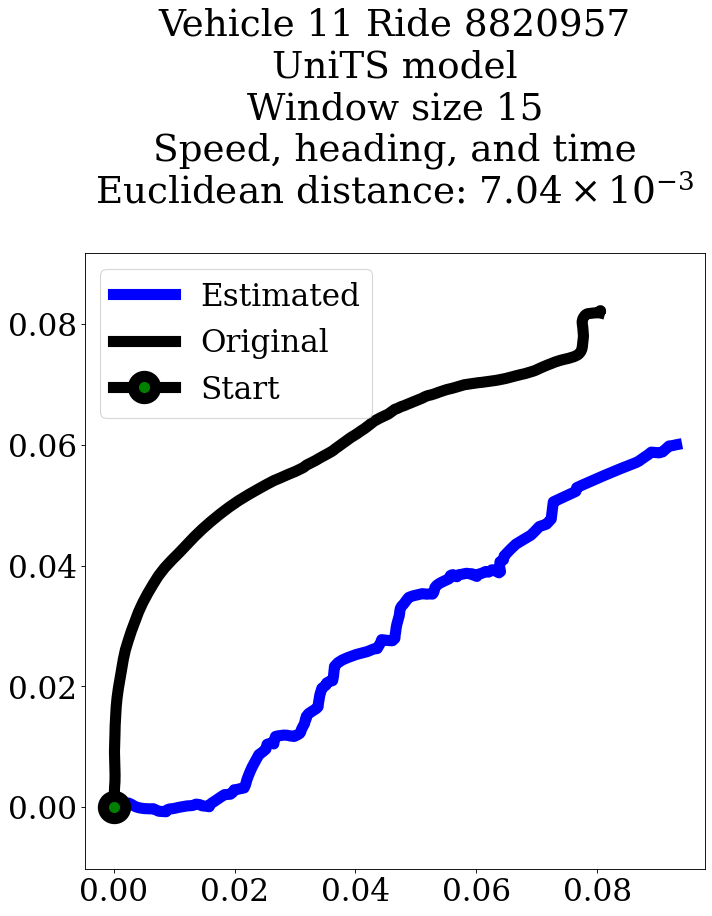 Vehicle 11 Ride 8820957
UniTS model
Window size 15
Speed, heading, and time
Euclidean distance: 7.04 × 10⁻³
Estimated
Original
Start
0.08
0.06
0.04
0.02
0.00
0.00 0.02 0.04 0.06 0.08